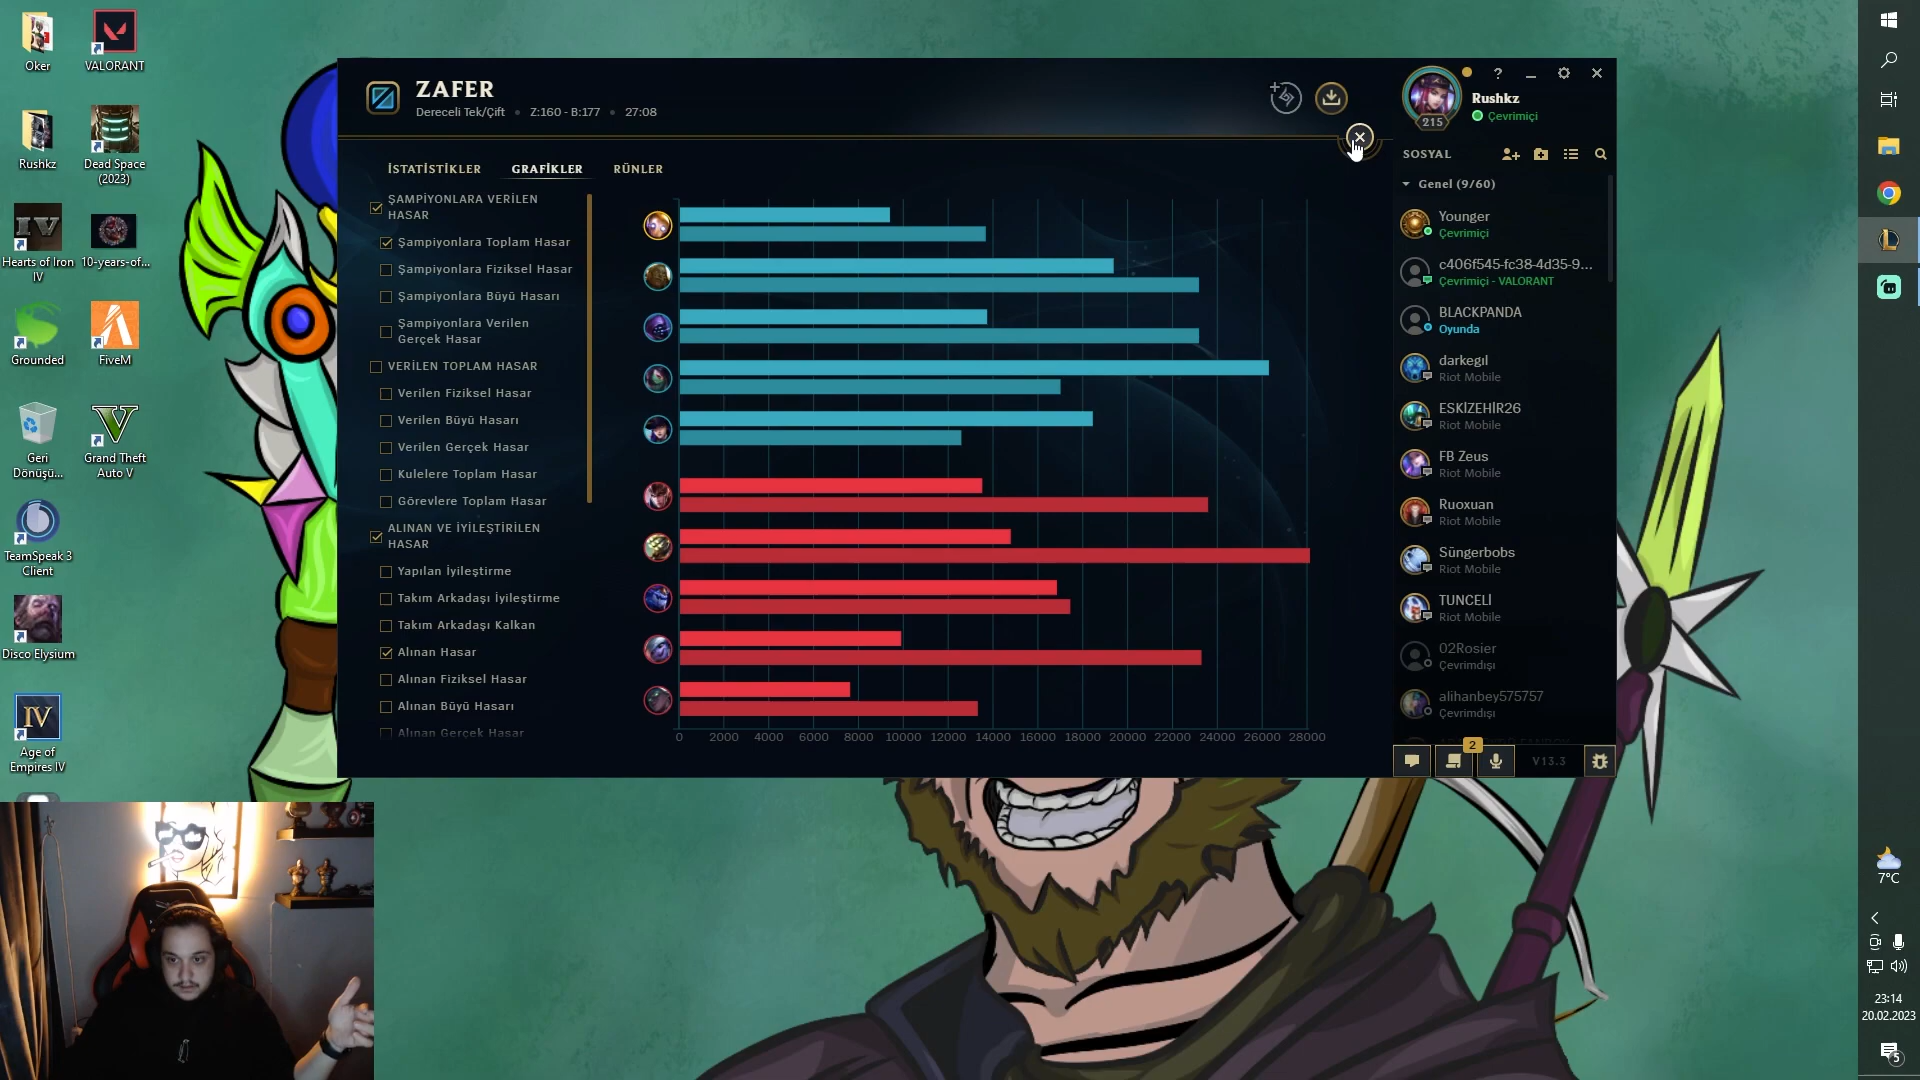 Oker
VALORANT
Rushkz
Dead Space
(2023)
Hearts of Iron
IV
10-years-of...
Grounded
FiveM
Geri
Dönüşü...
Grand Theft
Auto V
TeamSpeak 3
Client
Disco Elysium
Age of
Empires IV
ZAFER
Dereceli Tek/Çift • Z:160 - B:177 • 27:08
İSTATİSTİKLER
GRAFİKLER
RÜNLER
ŞAMPİYONLARA VERİLEN
HASAR
Şampiyonlara Toplam Hasar
Şampiyonlara Fiziksel Hasar
Şampiyonlara Büyü Hasarı
Şampiyonlara Verilen
Gerçek Hasar
VERİLEN TOPLAM HASAR
Verilen Fiziksel Hasar
Verilen Büyü Hasarı
Verilen Gerçek Hasar
Kulelere Toplam Hasar
Görevlere Toplam Hasar
ALINAN VE İYİLEŞTİRİLEN
HASAR
Yapılan İyileştirme
Takım Arkadaşı İyileştirme
Takım Arkadaşı Kalkan
Alınan Hasar
Alınan Fiziksel Hasar
Alınan Büyü Hasarı
Alınan Gerçek Hasar
0 2000 4000 6000 8000 10000 12000 14000 16000 18000 20000 22000 24000 26000 28000
?
Rushkz
Çevrimiçi
215
SOSYAL
Genel (9/60)
Younger
Çevrimiçi
c406f545-fc38-4d35-9...
Çevrimiçi - VALORANT
BLACKPANDA
Oyunda
darkegıl
Riot Mobile
ESKİZEHİR26
Riot Mobile
FB Zeus
Riot Mobile
Ruoxuan
Riot Mobile
Süngerbobs
Riot Mobile
TUNCELİ
Riot Mobile
02Rosier
Çevrimdışı
alihanbey575757
Çevrimdışı
2
V13.3
7°C
23:14
20.02.2023
5